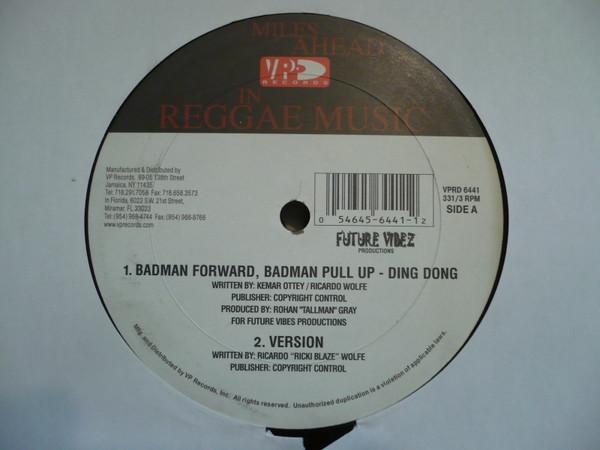 MILES
AHEAD
V.P.
RECORDS
IN
REGGAE MUSIC
Manufactured & Distributed by
VP Records, 89-05 138th Street
Jamaica, NY 11435
Tel: 718.291.7058 Fax: 718.658.3573
In Florida, 6022 S.W. 21st Street,
Miramar, FL 33023
Tel: (954) 966-4744 Fax: (954) 966-8766
www.vprecords.com
0 54645-6441-1 2
VPRD 6441
331/3 RPM
SIDE A
FUTURE VIBEZ
PRODUCTIONS
1. BADMAN FORWARD, BADMAN PULL UP - DING DONG
WRITTEN BY: KEMAR OTTEY / RICARDO WOLFE
PUBLISHER: COPYRIGHT CONTROL
PRODUCED BY: ROHAN "TALLMAN" GRAY
FOR FUTURE VIBES PRODUCTIONS
2. VERSION
WRITTEN BY: RICARDO "RICKI BLAZE" WOLFE
PUBLISHER: COPYRIGHT CONTROL
Mfg. and Distributed by VP Records, Inc. All rights reserved. Unauthorized duplication is a violation of applicable laws.